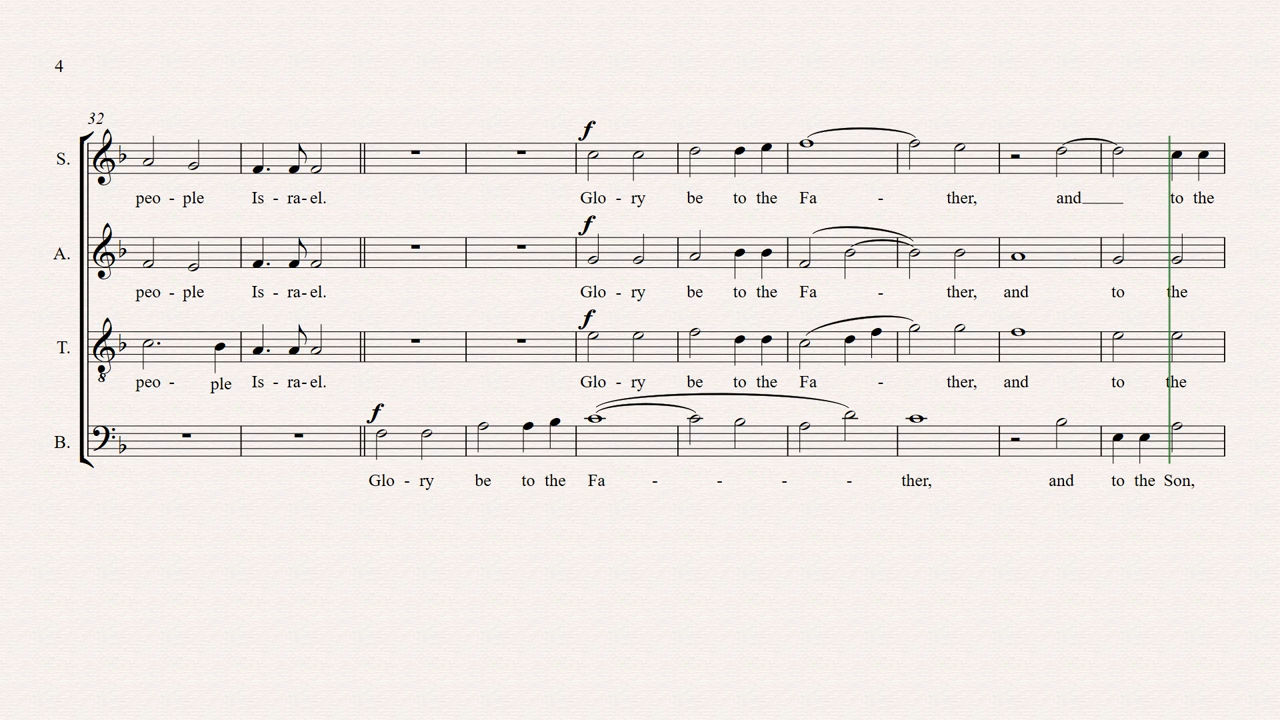 4
32
f
S.
peo - ple Is - ra - el. Glo - ry be to the Fa - ther, and to the
f
A.
peo - ple Is - ra - el. Glo - ry be to the Fa - ther, and to the
f
T.
peo - ple Is - ra - el. Glo - ry be to the Fa - ther, and to the
f
B.
Glo - ry be to the Fa - - - - ther, and to the Son,